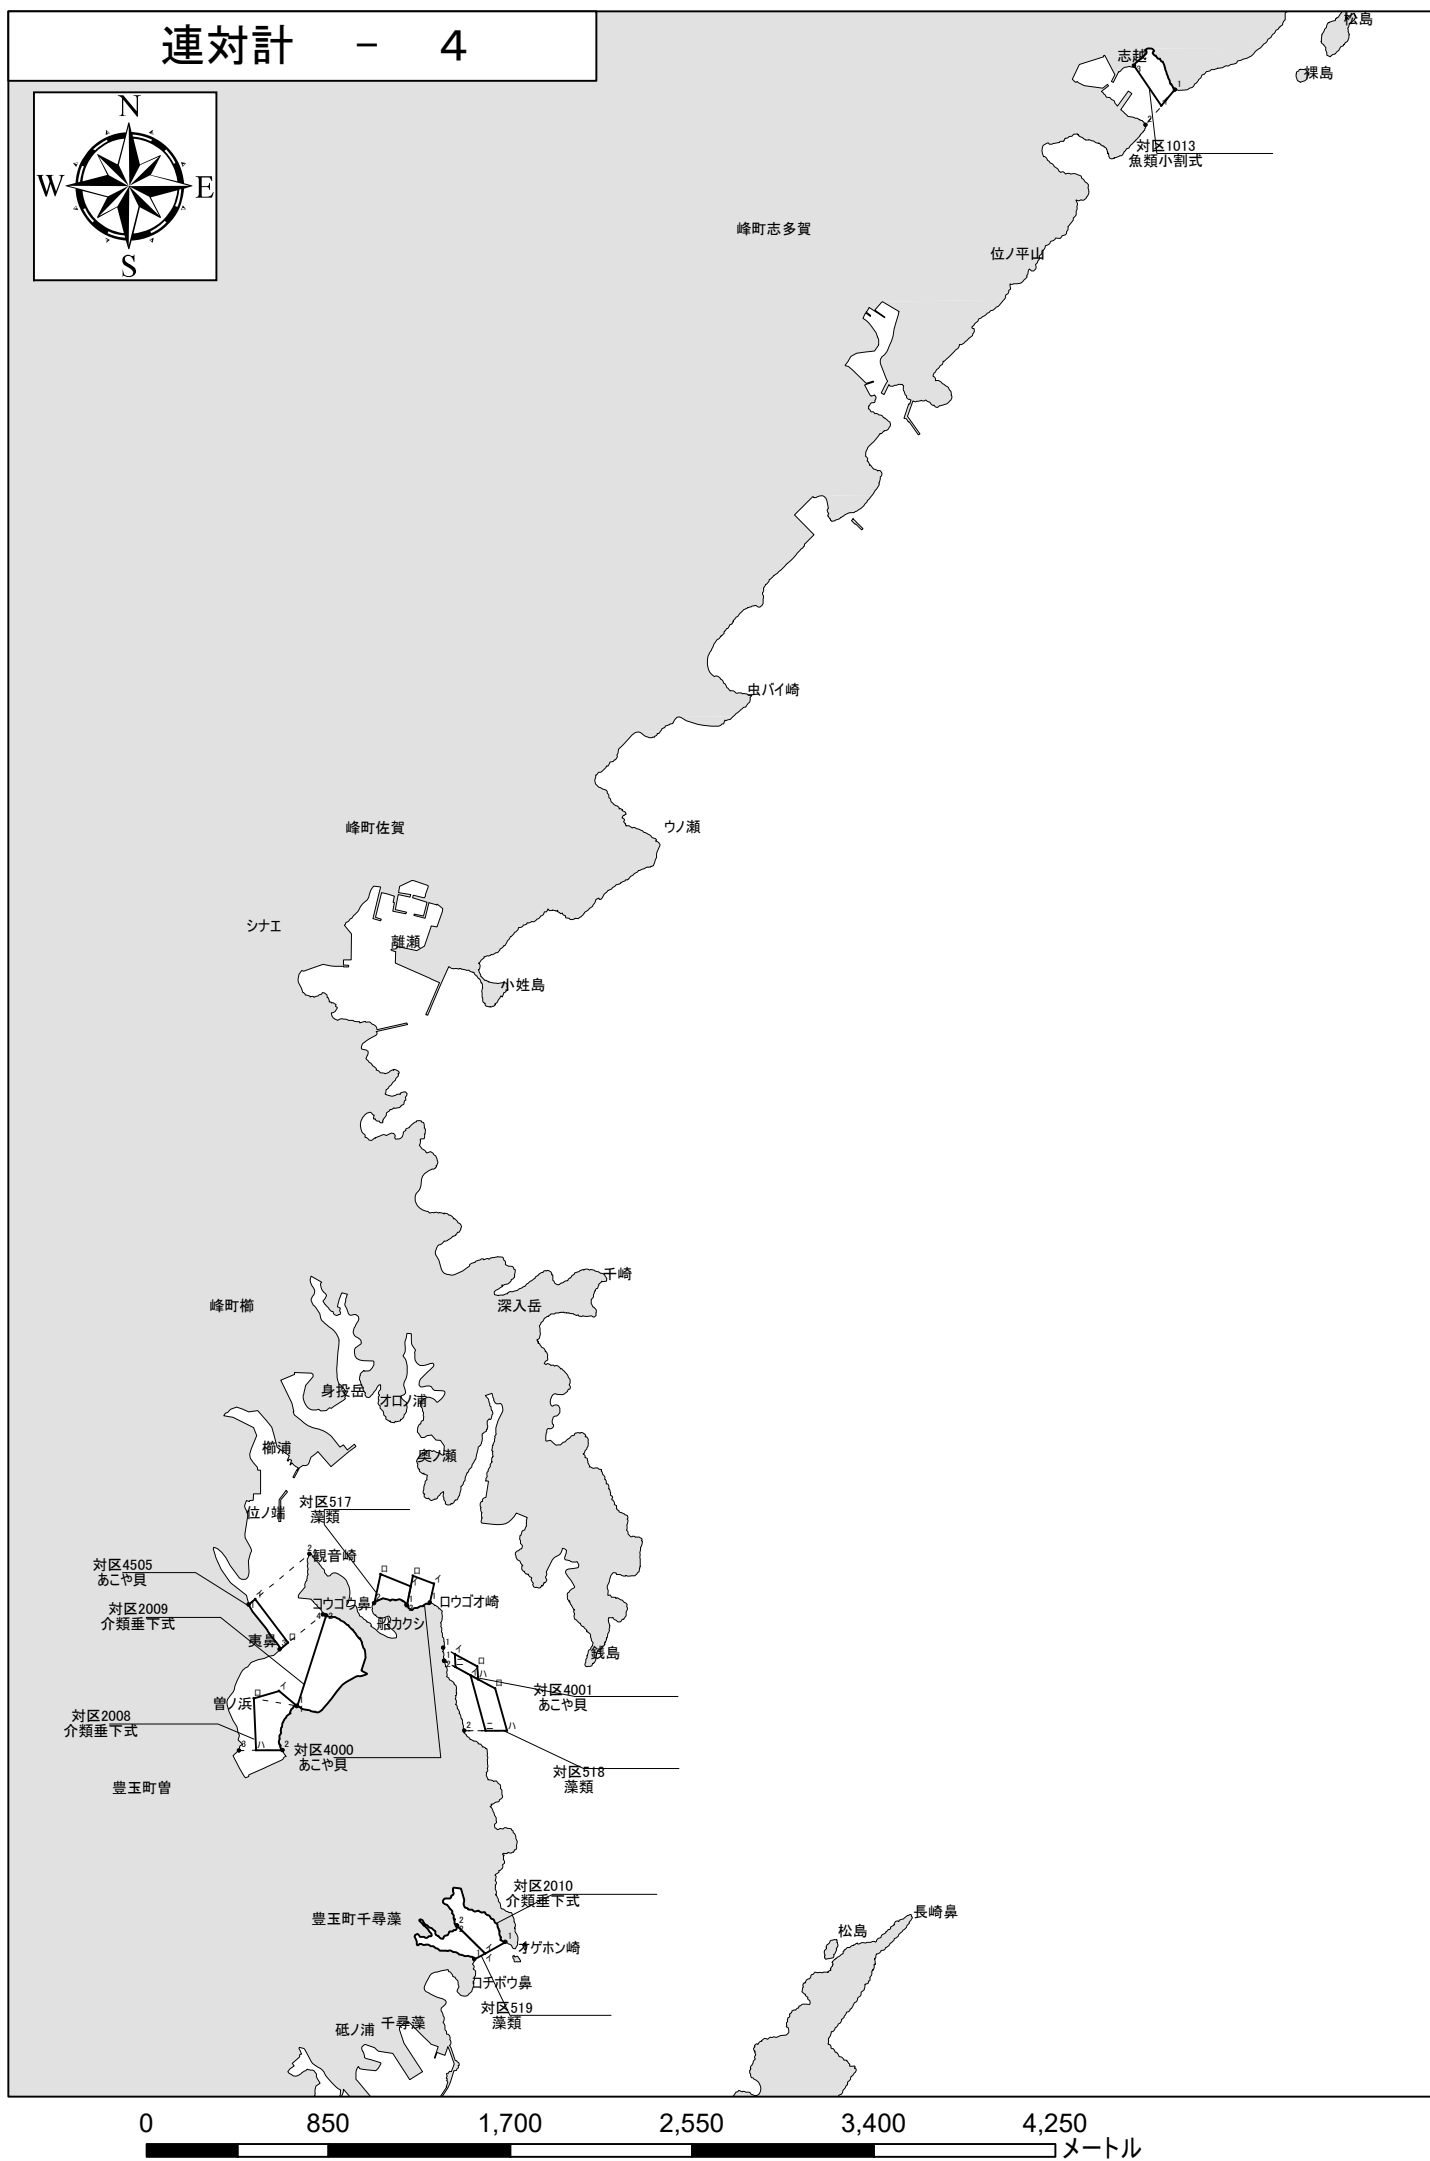 連対計 － ４
N
W E
S
松島
裸島
志越
3
1
2
イ
対区1013
魚類小割式
峰町志多賀
位ノ平山
虫バイ崎
ウノ瀬
峰町佐賀
シナエ
離瀬
小姓島
千崎
深入岳
峰町櫛
身投岳
オロノ浦
櫛浦
奥ノ瀬
位ノ端
対区517
藻類
2
観音崎
対区4505
あこや貝
対区2009
介類垂下式
コウゴウ鼻
船カクシ
ロウゴオ崎
夷鼻
銭島
対区4001
あこや貝
曽ノ浜
対区2008
介類垂下式
対区4000
あこや貝
対区518
藻類
豊玉町曽
対区2010
介類垂下式
豊玉町千尋藻
オゲホン崎
ロチボウ鼻
対区519
藻類
長崎鼻
松島
砥ノ浦
千尋藻
0 850 1,700 2,550 3,400 4,250
メートル